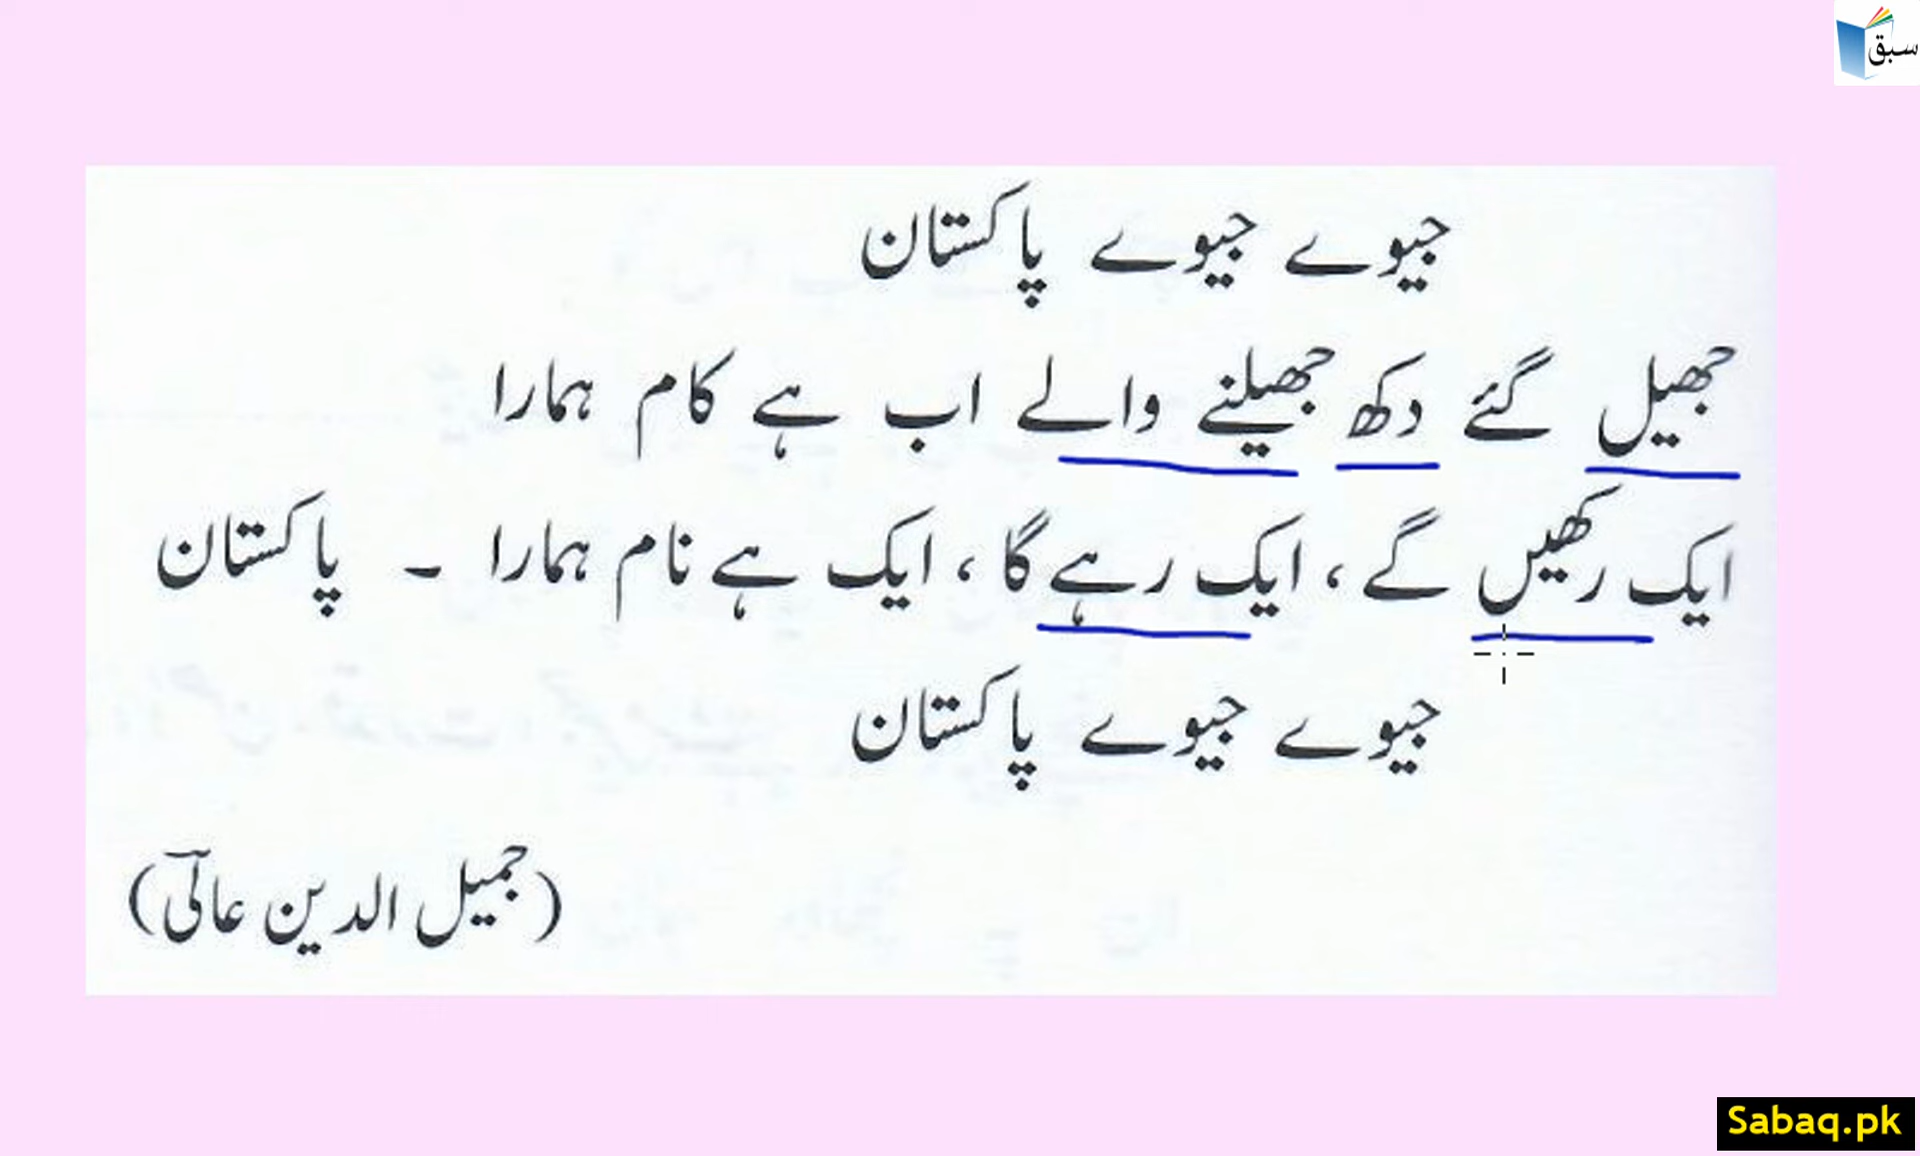 سبق
جیوے جیوے پاکستان
جھیل گئے دکھ جھیلنے والے اب ہے کام ہمارا
ایک رکھیں گے ، ایک رہے گا ، ایک ہے نام ہمارا ۔ پاکستان
جیوے جیوے پاکستان
(جمیل الدین عالیؔ)
Sabaq.pk